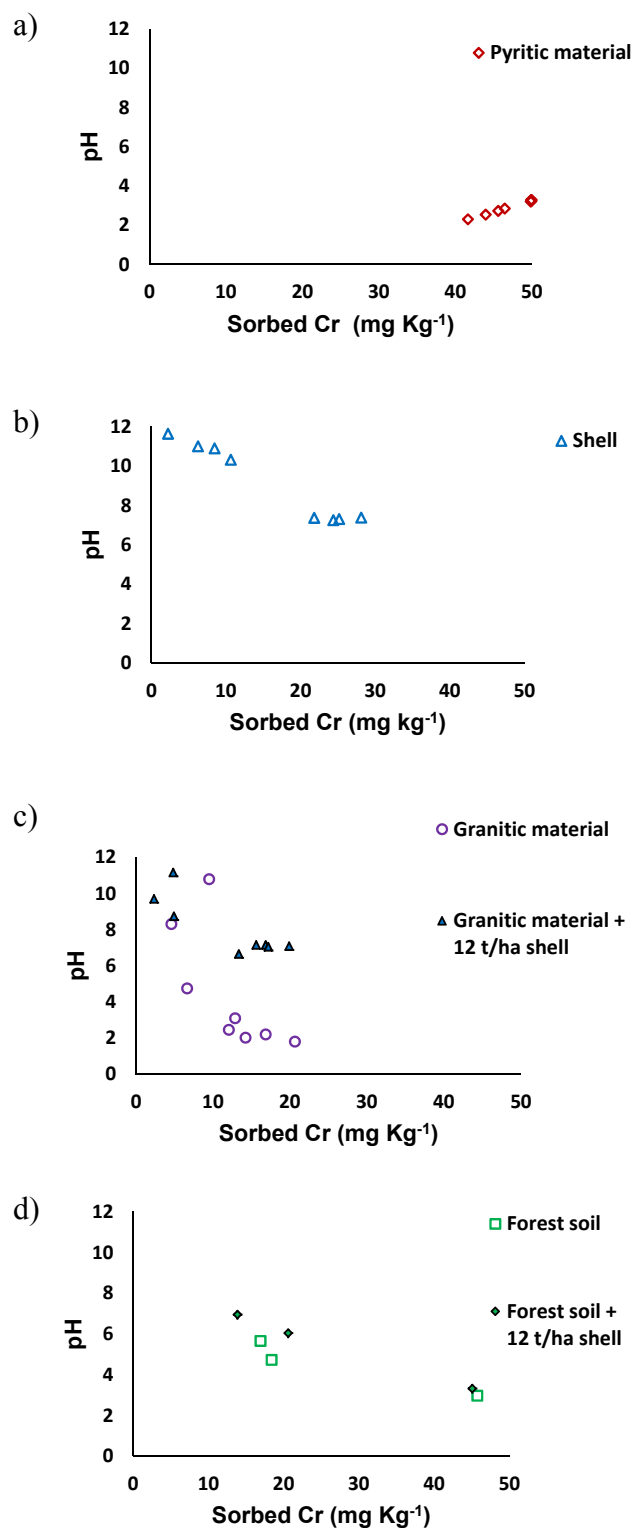 a)
12
10
8
6
4
2
0
pH
Pyritic material
0 10 20 30 40 50
Sorbed Cr (mg Kg⁻¹)
b)
12
10
8
6
4
2
0
pH
Shell
0 10 20 30 40 50
Sorbed Cr (mg kg⁻¹)
c)
Granitic material
12
10
8
6
4
2
0
pH
Granitic material +
12 t/ha shell
0 10 20 30 40 50
Sorbed Cr (mg Kg⁻¹)
d)
12
10
8
6
4
2
0
pH
Forest soil
Forest soil +
12 t/ha shell
0 10 20 30 40 50
Sorbed Cr (mg Kg⁻¹)